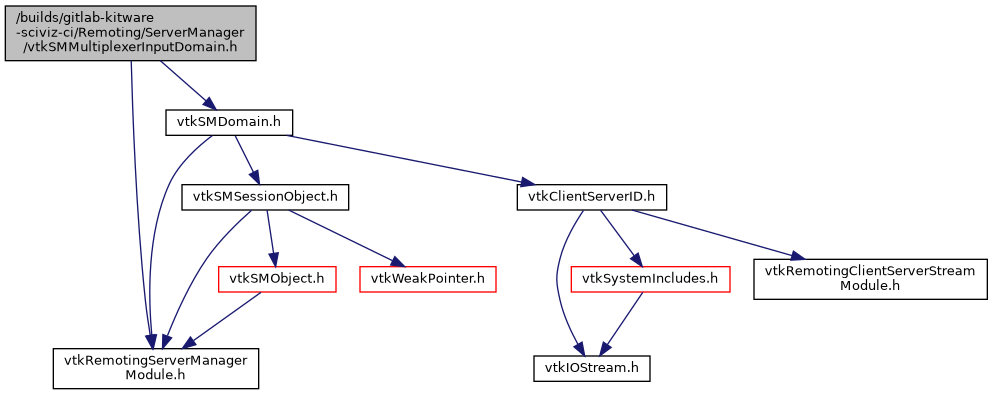 /builds/gitlab-kitware
-sciviz-ci/Remoting/ServerManager
/vtkSMMultiplexerInputDomain.h
vtkSMDomain.h
vtkSMSessionObject.h
vtkClientServerID.h
vtkSMObject.h
vtkWeakPointer.h
vtkSystemIncludes.h
vtkRemotingClientServerStream
Module.h
vtkRemotingServerManager
Module.h
vtkIOStream.h